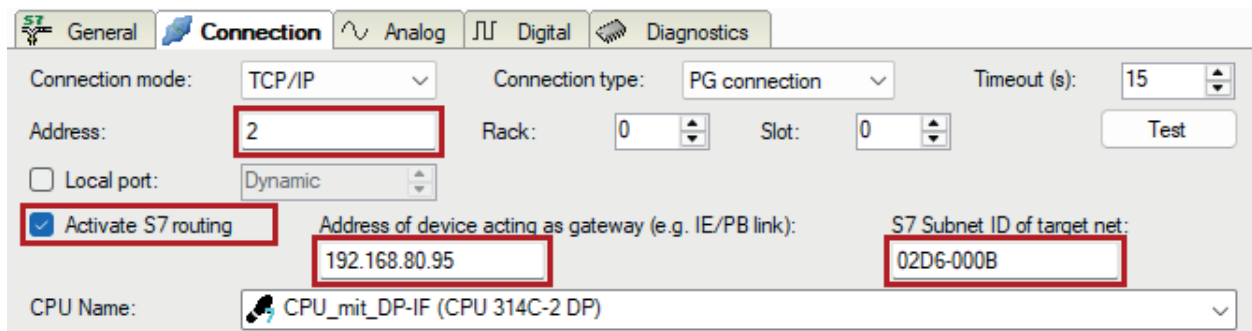 S7 General Connection Analog Digital Diagnostics
Connection mode: TCP/IP Connection type: PG connection Timeout (s): 15
Address: 2 Rack: 0 Slot: 0 Test
Local port: Dynamic
Activate S7 routing Address of device acting as gateway (e.g. IE/PB link): S7 Subnet ID of target net:
192.168.80.95 02D6-000B
CPU Name: CPU_mit_DP-IF (CPU 314C-2 DP)